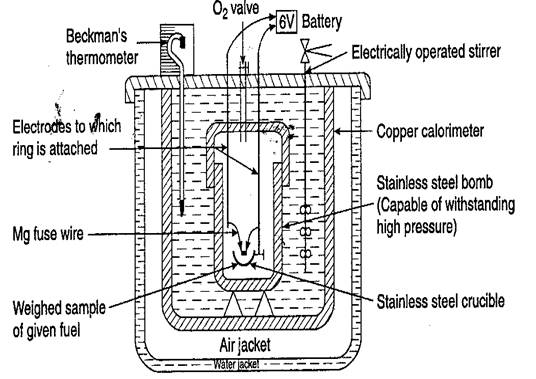 O2 valve
6V Battery
Beckman's
thermometer
Electrically operated stirrer
Electrodes to which
ring is attached
Copper calorimeter
Stainless steel bomb
(Capable of withstanding
high pressure)
Mg fuse wire
Weighed sample
of given fuel
Stainless steel crucible
Air jacket
Water jacket